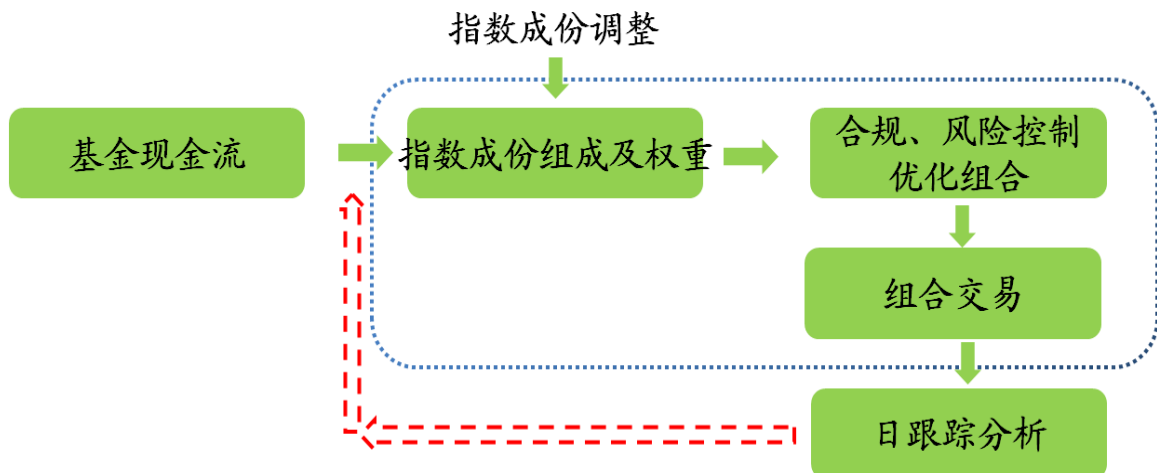 指数成份调整
基金现金流
指数成份组成及权重
合规、风险控制
优化组合
组合交易
日跟踪分析